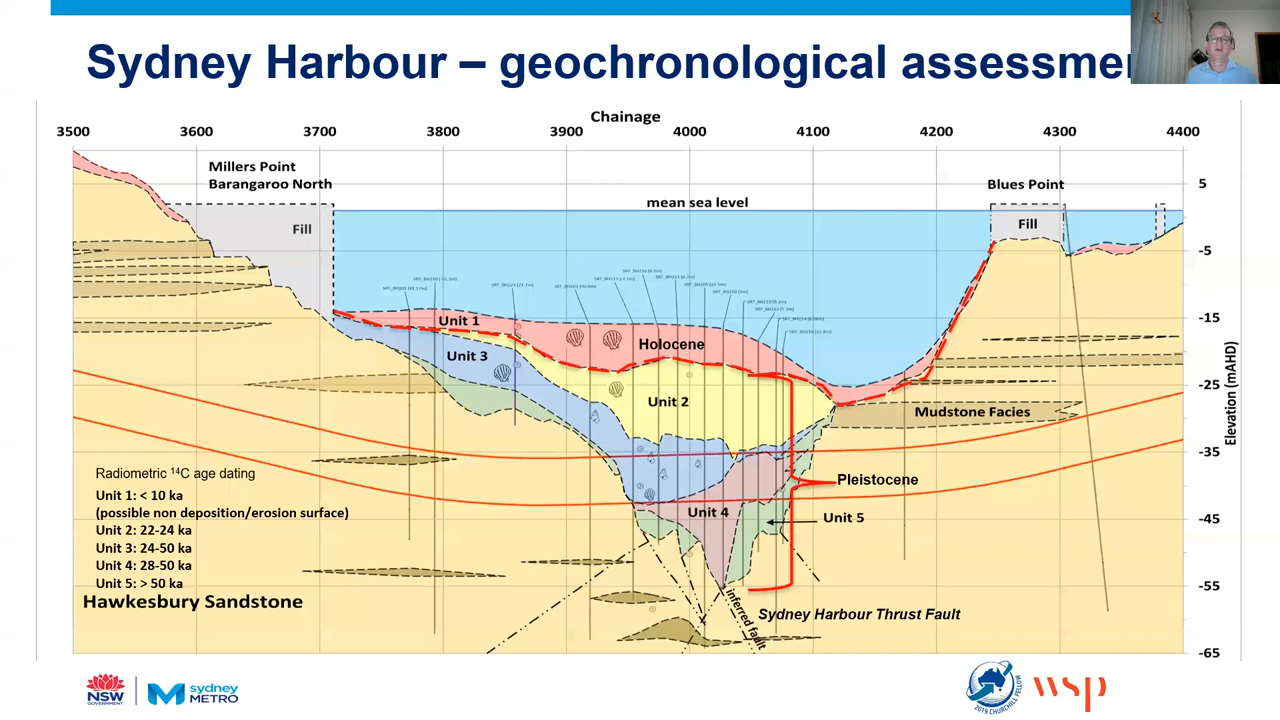 Sydney Harbour – geochronological assessme
Chainage
3500 3600 3700 3800 3900 4000 4100 4200 4300 4400
Millers Point
Barangaroo North
Blues Point
mean sea level
Fill
Fill
5
-5
-15
-25
-35
-45
-55
-65
Elevation (mAHD)
Unit 1
Holocene
Unit 3
Unit 2
Mudstone Facies
Pleistocene
Unit 4
Unit 5
Radiometric ¹⁴C age dating
Unit 1: < 10 ka
(possible non deposition/erosion surface)
Unit 2: 22-24 ka
Unit 3: 24-50 ka
Unit 4: 28-50 ka
Unit 5: > 50 ka
Hawkesbury Sandstone
inferred fault
Sydney Harbour Thrust Fault
NSW
GOVERNMENT
sydney
METRO
2019 CHURCHILL FELLOW
wsp